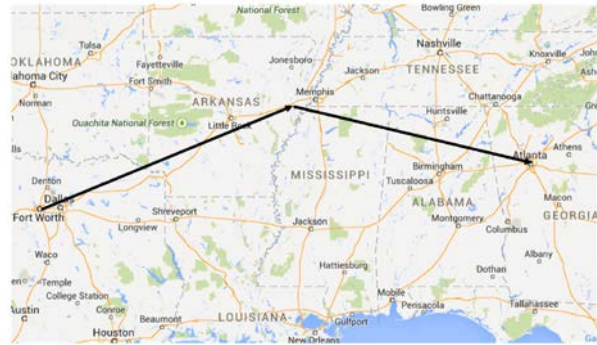 National
Forest
Bowling Green
OKLAHOMA
Tulsa
Fayetteville
Jonesboro
Nashville
Knoxville
Oklahoma City
Fort Smith
Memphis
Jackson
TENNESSEE
Norman
ARKANSAS
Huntsville
Chattanooga
Ouachita National Forest
Little Rock
Atlanta
Athens
Denton
Dallas
Fort Worth
MISSISSIPPI
Birmingham
Tuscaloosa
Shreveport
Longview
Jackson
ALABAMA
Montgomery
Macon
GEORGIA
Columbus
Waco
Hattiesburg
Albany
Temple
Dothan
College Station
Mobile
Pensacola
Tallahassee
Austin
Conroe
Beaumont
LOUISIANA
Gulfport
Houston
New Orleans